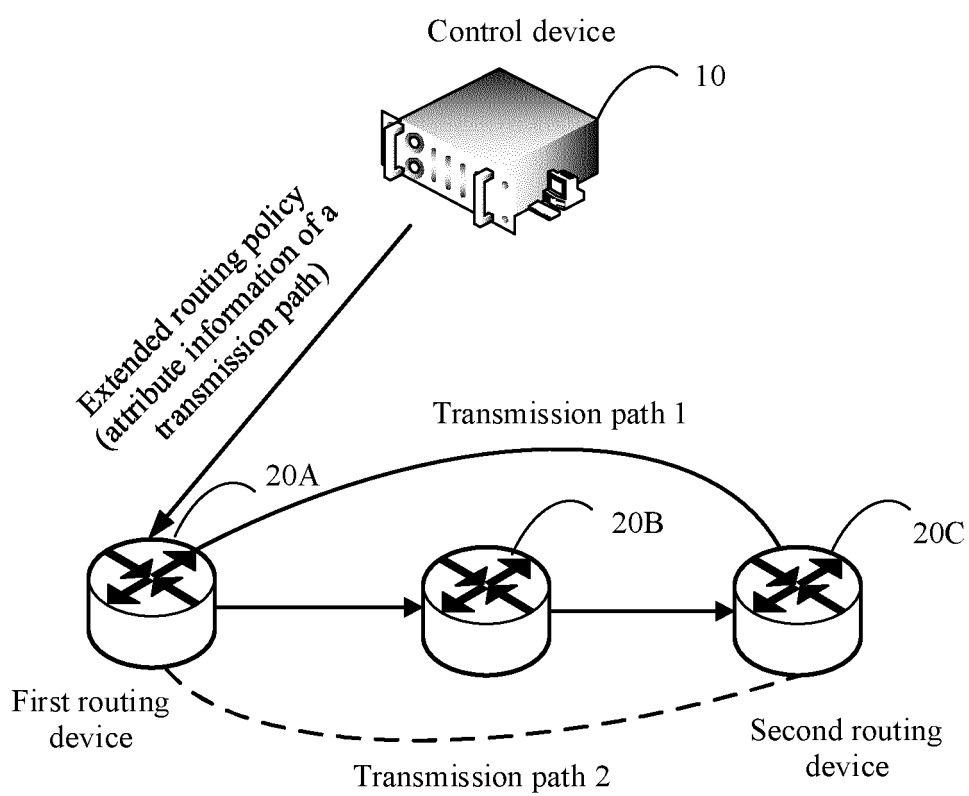 Control device
10
Extended routing policy
(attribute information of a
transmission path)
Transmission path 1
20A
20B
20C
First routing
device
Second routing
device
Transmission path 2